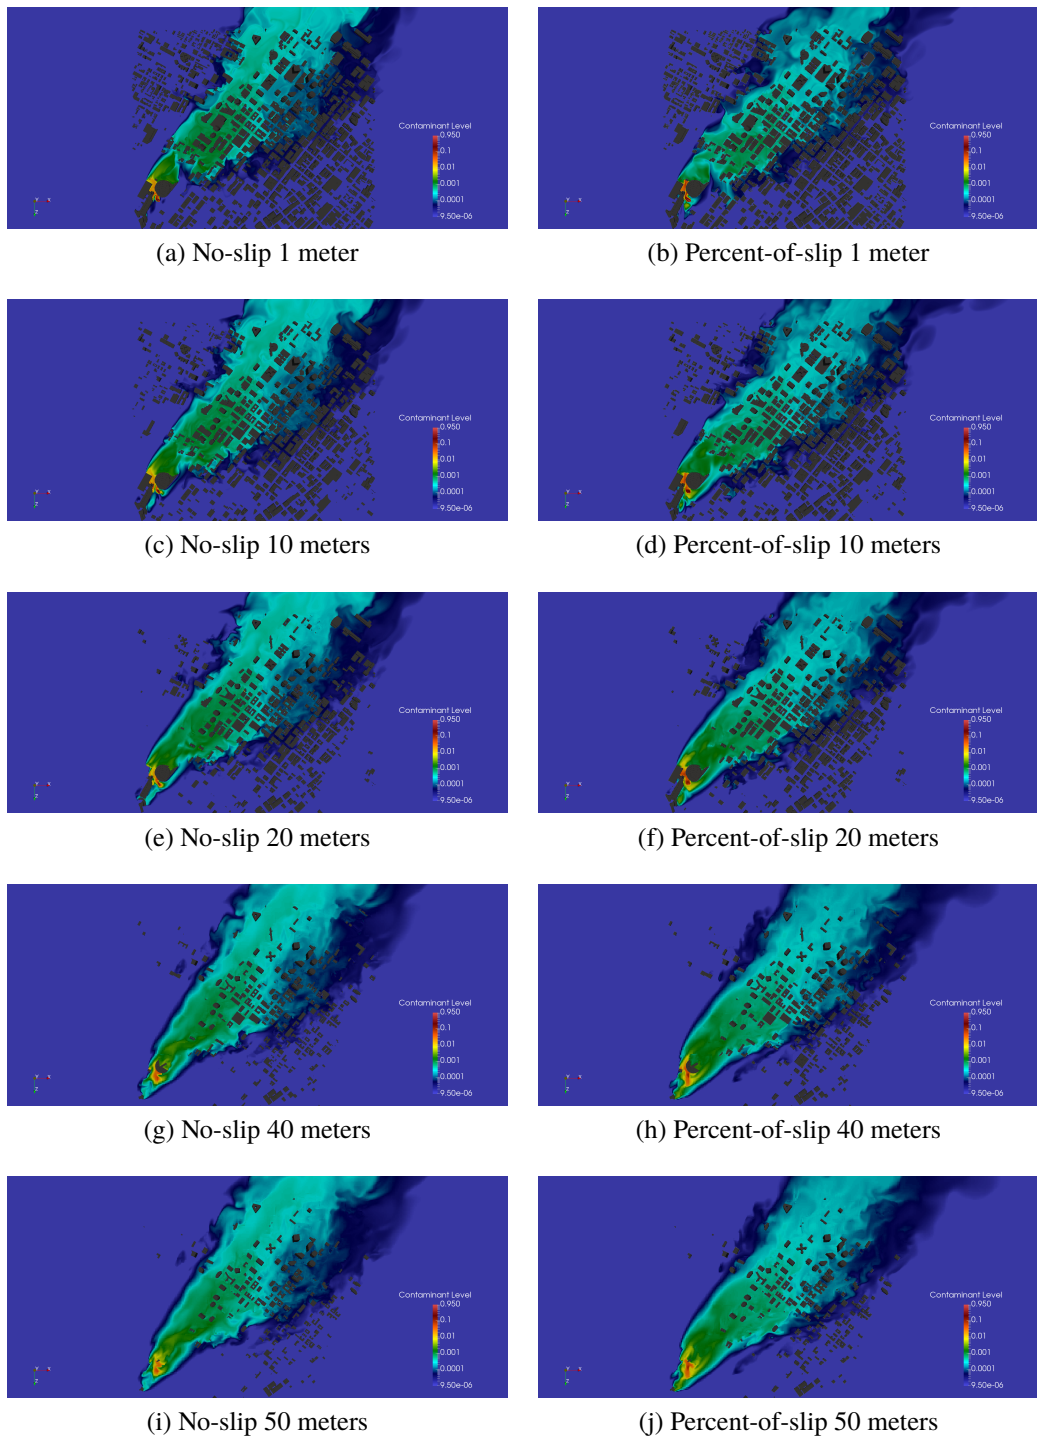 Contaminant Level
0.950
0.1
0.01
0.001
0.0001
9.50e-06
Contaminant Level
0.950
0.1
0.01
0.001
0.0001
9.50e-06
(a) No-slip 1 meter
(b) Percent-of-slip 1 meter
Contaminant Level
0.950
0.1
0.01
0.001
0.0001
9.50e-06
Contaminant Level
0.950
0.1
0.01
0.001
0.0001
9.50e-06
(c) No-slip 10 meters
(d) Percent-of-slip 10 meters
Contaminant Level
0.950
0.1
0.01
0.001
0.0001
9.50e-06
Contaminant Level
0.950
0.1
0.01
0.001
0.0001
9.50e-06
(e) No-slip 20 meters
(f) Percent-of-slip 20 meters
Contaminant Level
0.950
0.1
0.01
0.001
0.0001
9.50e-06
Contaminant Level
0.950
0.1
0.01
0.001
0.0001
9.50e-06
(g) No-slip 40 meters
(h) Percent-of-slip 40 meters
Contaminant Level
0.950
0.1
0.01
0.001
0.0001
9.50e-06
Contaminant Level
0.950
0.1
0.01
0.001
0.0001
9.50e-06
(i) No-slip 50 meters
(j) Percent-of-slip 50 meters